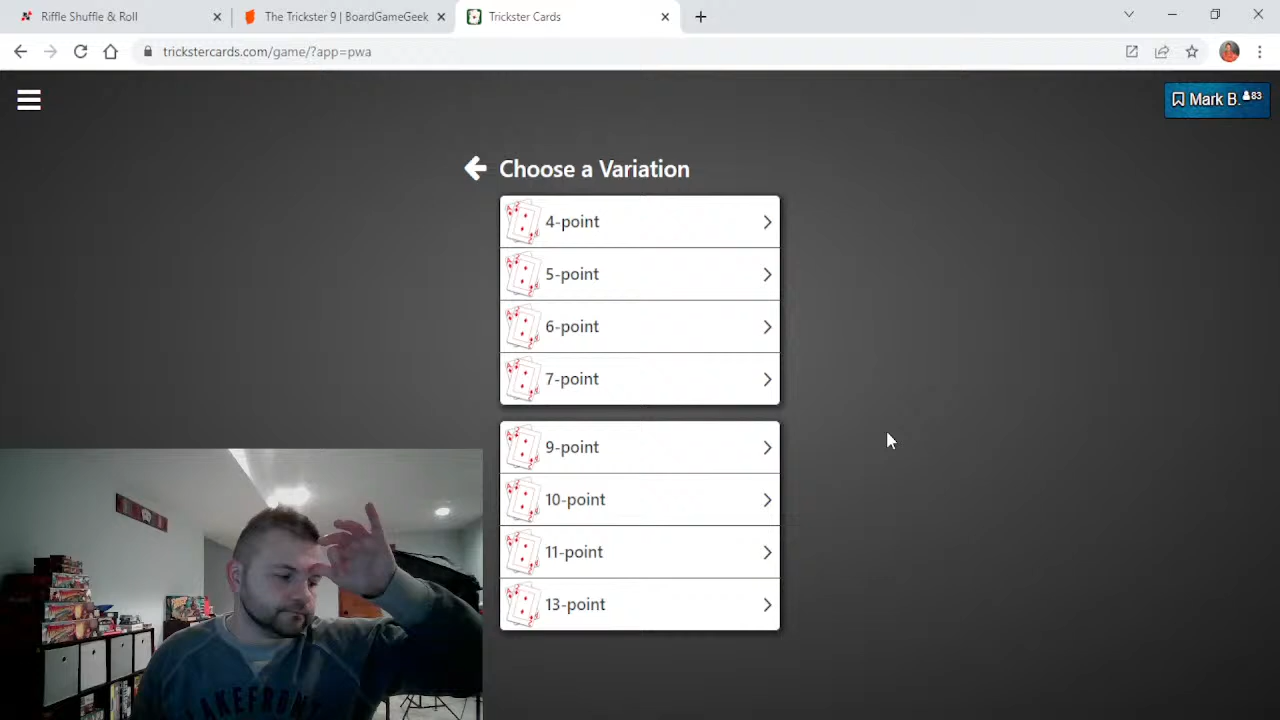 Riffle Shuffle & Roll
The Trickster 9 | BoardGameGeek
Trickster Cards
trickstercards.com/game/?app=pwa
Mark B. 83
Choose a Variation
4-point
5-point
6-point
7-point
9-point
10-point
11-point
13-point
LAKEFRONT